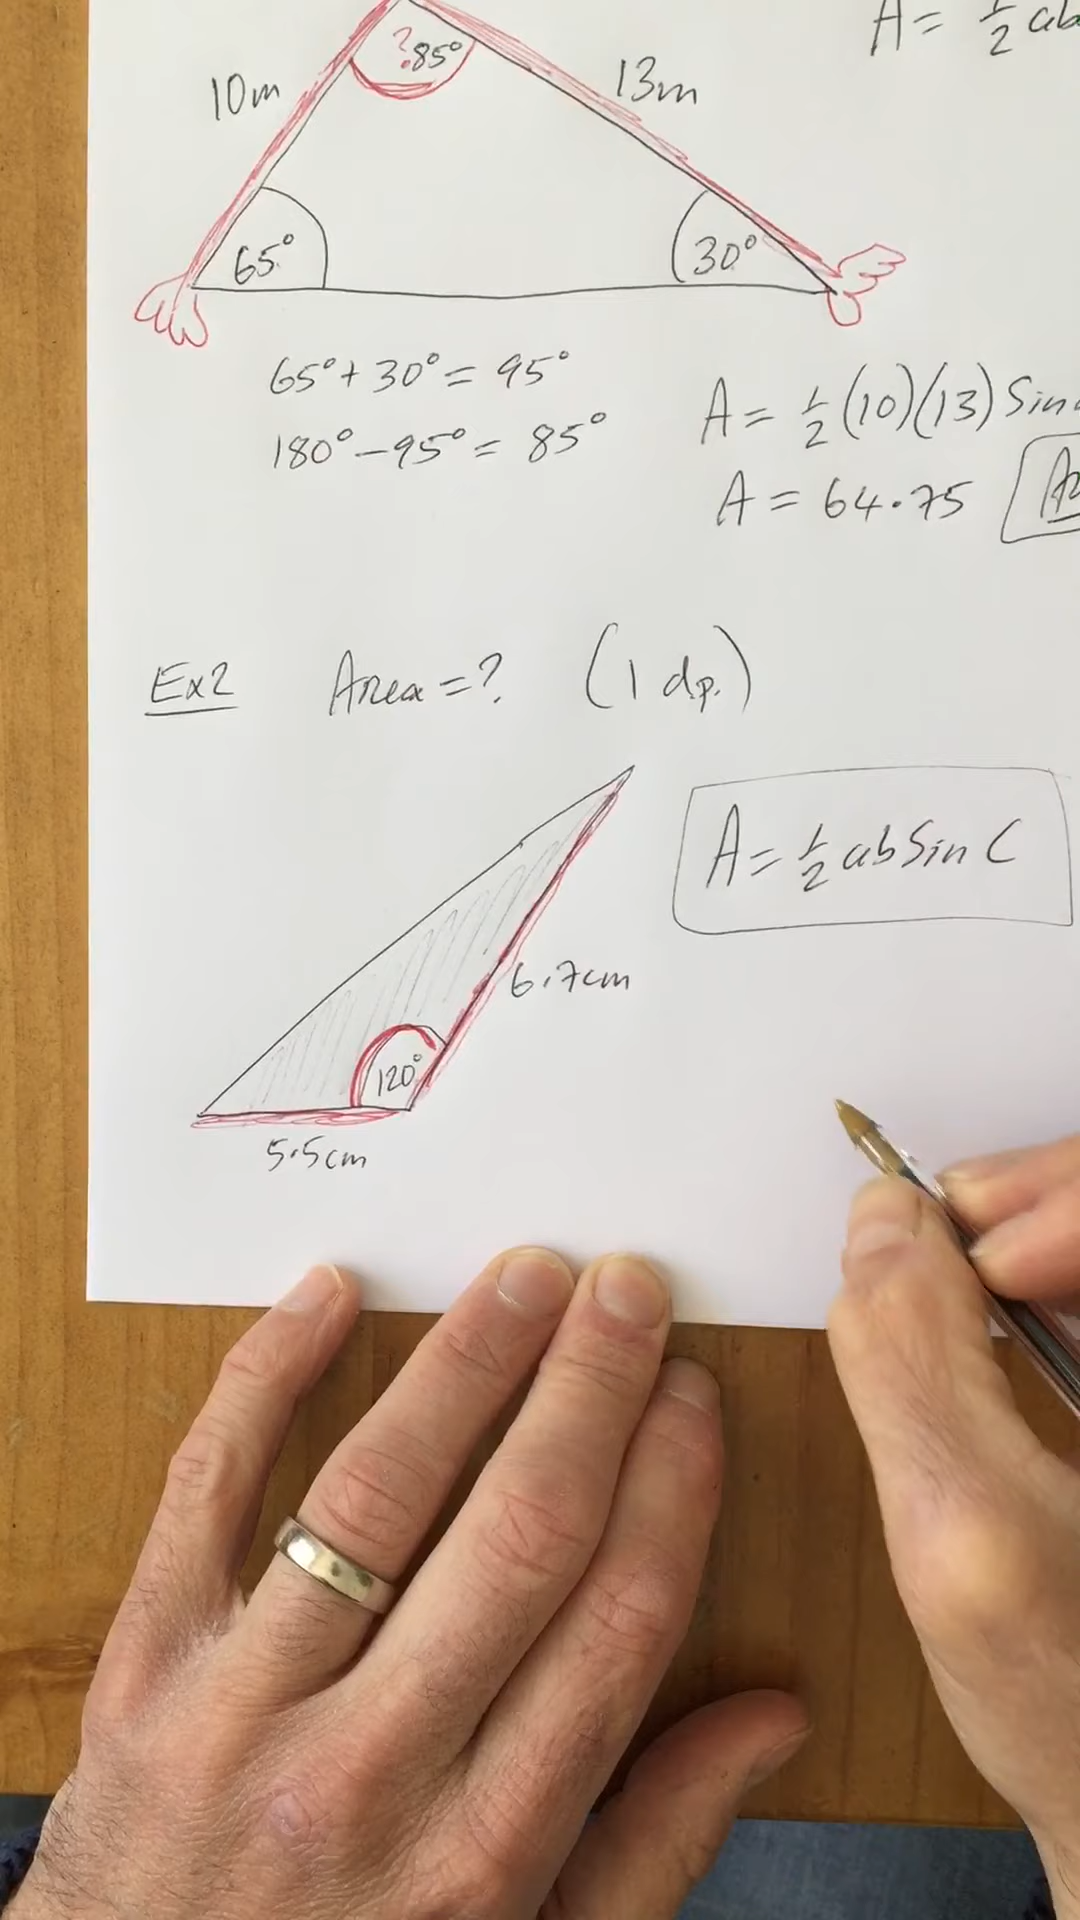 A = 1/2 ab
?85°
10m
13m
65°
30°
65° + 30° = 95°
180° - 95° = 85°
A = 1/2 (10)(13) Sin
A = 64.75
Ex2 Area = ? (1 d.p.)
A = 1/2 ab Sin C
6.7cm
120°
5.5cm